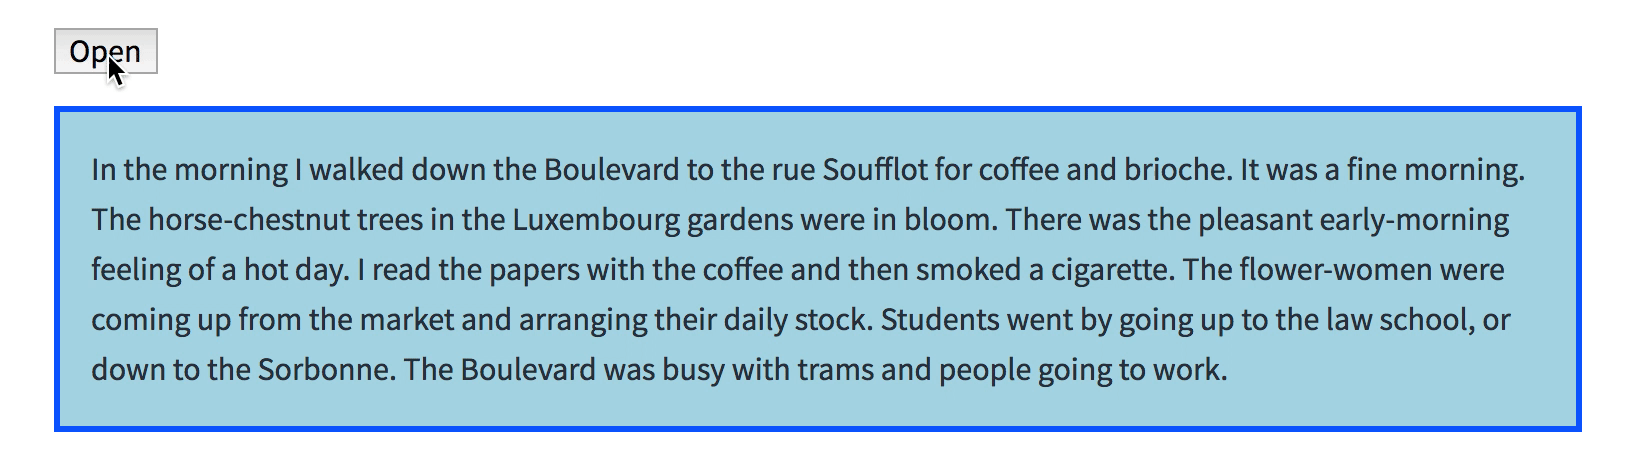 Open
In the morning I walked down the Boulevard to the rue Soufflot for coffee and brioche. It was a fine morning.
The horse-chestnut trees in the Luxembourg gardens were in bloom. There was the pleasant early-morning
feeling of a hot day. I read the papers with the coffee and then smoked a cigarette. The flower-women were
coming up from the market and arranging their daily stock. Students went by going up to the law school, or
down to the Sorbonne. The Boulevard was busy with trams and people going to work.